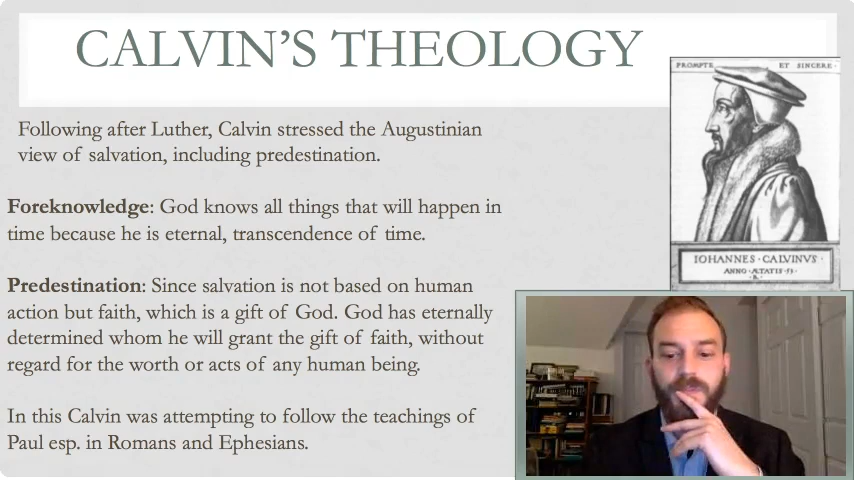 CALVIN'S THEOLOGY
PROMPTE ET SINCERE
Following after Luther, Calvin stressed the Augustinian
view of salvation, including predestination.
Foreknowledge: God knows all things that will happen in
time because he is eternal, transcendence of time.
Predestination: Since salvation is not based on human
action but faith, which is a gift of God. God has eternally
determined whom he will grant the gift of faith, without
regard for the worth or acts of any human being.
In this Calvin was attempting to follow the teachings of
Paul esp. in Romans and Ephesians.
IOHANNES·CALVINVS·
ANNO·ÆTATIS·53·